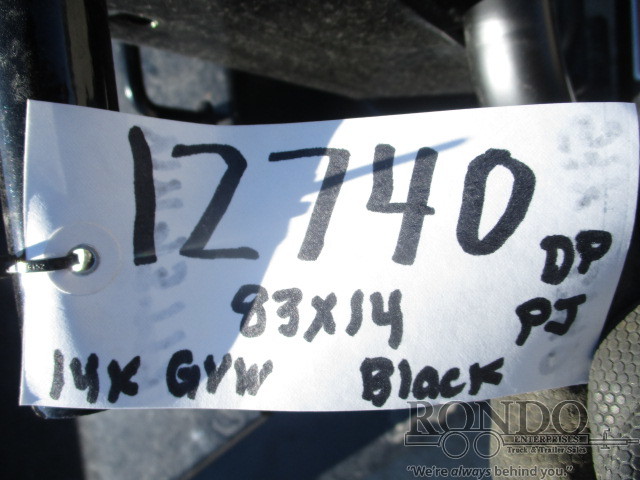 12740
DP
83x14
PJ
14K GVW Black
RONDO
ENTERPRISES
Truck & Trailer Sales
"We're always behind you."